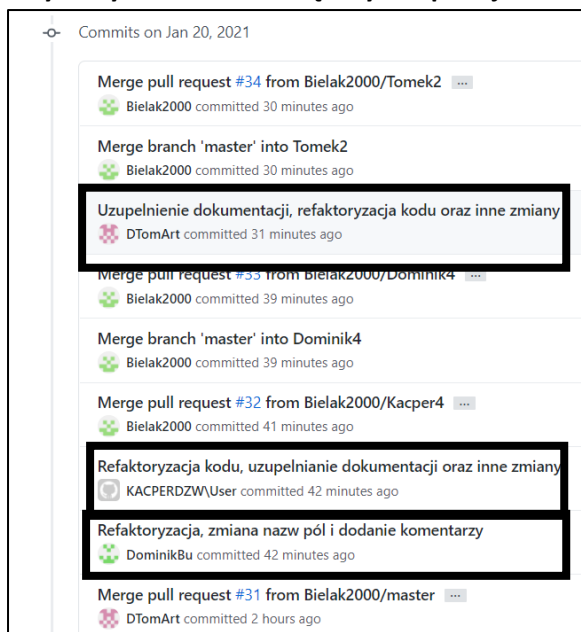 Commits on Jan 20, 2021
Merge pull request #34 from Bielak2000/Tomek2 ...
Bielak2000 committed 30 minutes ago
Merge branch 'master' into Tomek2
Bielak2000 committed 30 minutes ago
Uzupelnienie dokumentacji, refaktoryzacja kodu oraz inne zmiany
DTomArt committed 31 minutes ago
Merge pull request #33 from Bielak2000/Dominik4 ...
Bielak2000 committed 39 minutes ago
Merge branch 'master' into Dominik4
Bielak2000 committed 39 minutes ago
Merge pull request #32 from Bielak2000/Kacper4 ...
Bielak2000 committed 41 minutes ago
Refaktoryzacja kodu, uzupelnianie dokumentacji oraz inne zmiany
KACPERDZW\User committed 42 minutes ago
Refaktoryzacja, zmiana nazw pól i dodanie komentarzy
DominikBu committed 42 minutes ago
Merge pull request #31 from Bielak2000/master ...
DTomArt committed 2 hours ago